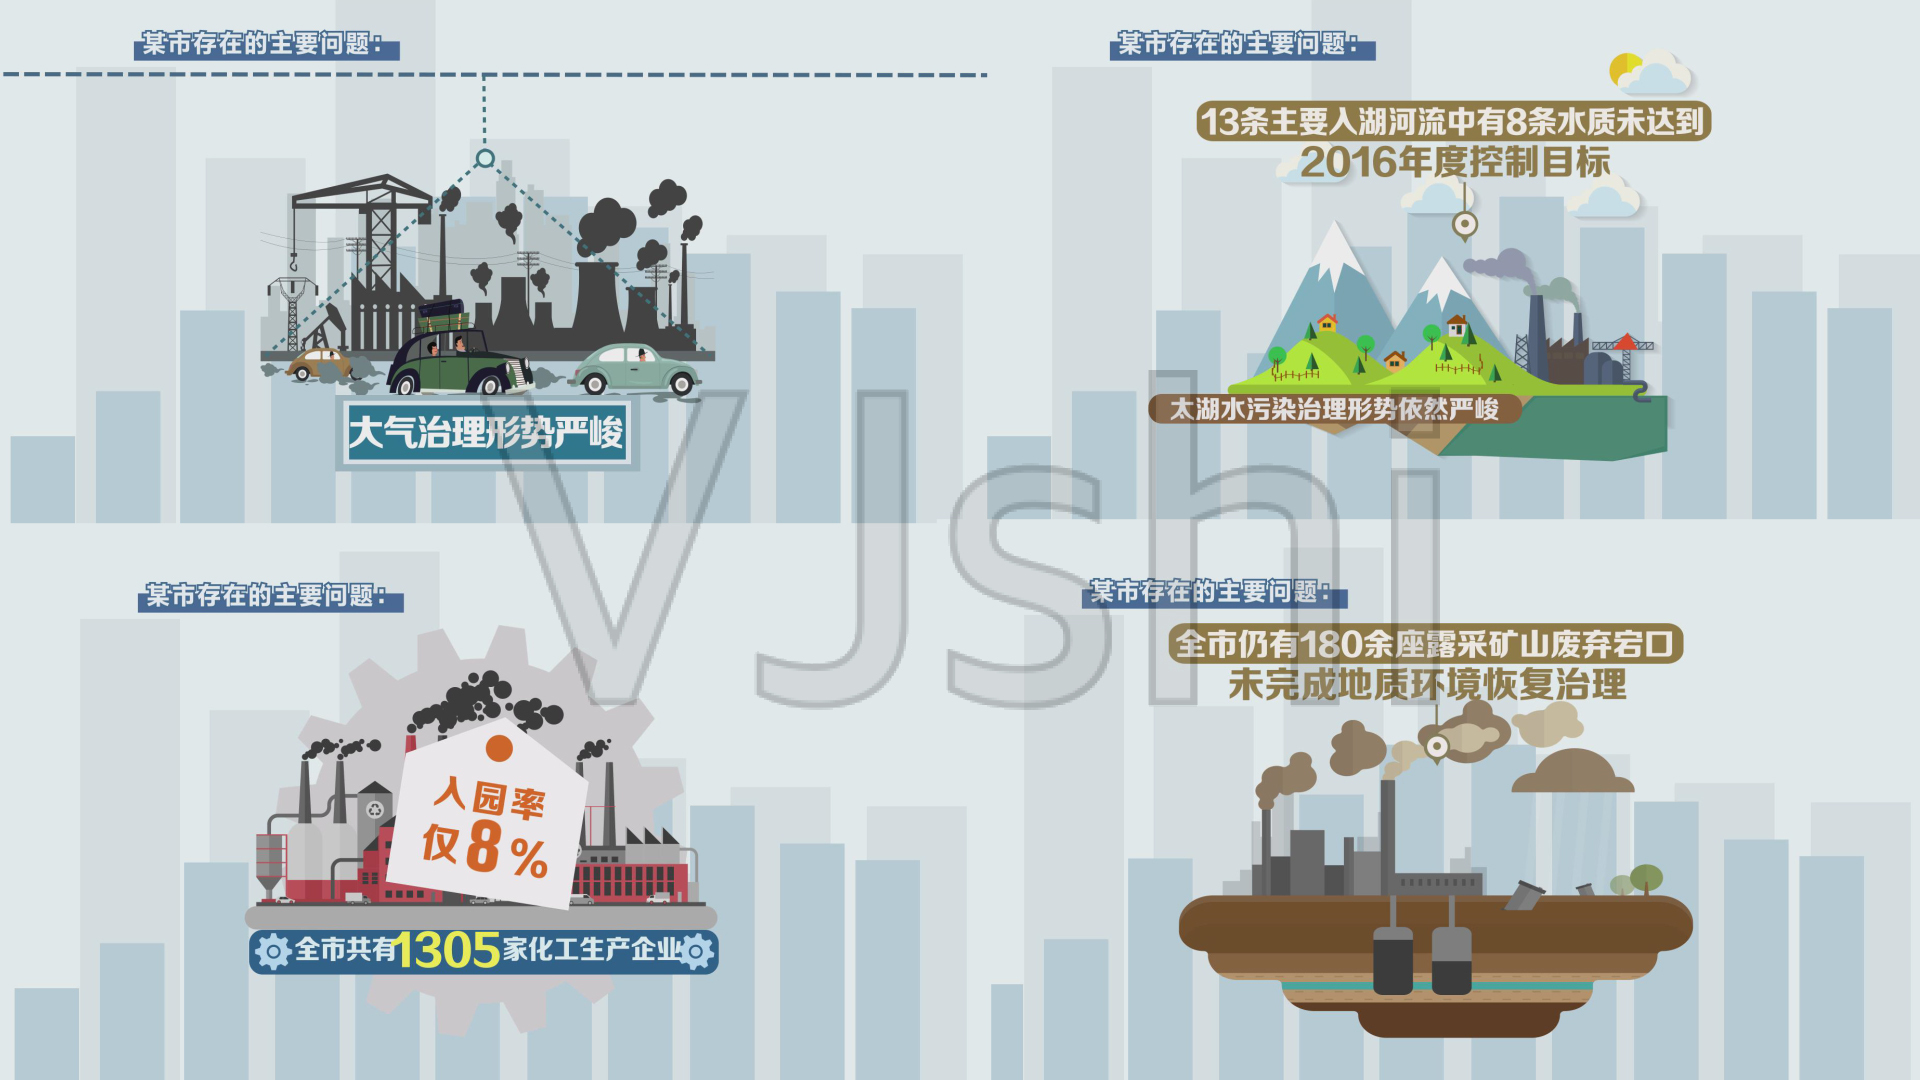 某市存在的主要问题：
大气治理形势严峻
某市存在的主要问题：
13条主要入湖河流中有8条水质未达到
2016年度控制目标
太湖水污染治理形势依然严峻
某市存在的主要问题：
入园率
仅8%
全市共有1305家化工生产企业
某市存在的主要问题：
全市仍有180余座露采矿山废弃宕口
未完成地质环境恢复治理
VJshi